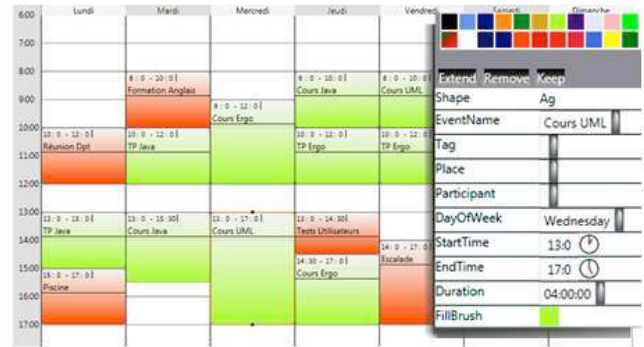 Lundi Mardi Mercredi Jeudi Vendredi Samedi Dimanche
6:00
7:00
8:00
8: 0 - 10: 0
Formation Anglais
8: 0 - 10: 0
Cours Java
8: 0 - 10: 0
Cours UML
9:00
9: 0 - 12: 0
Cours Ergo
10:00
10: 0 - 12: 0
Réunion Dpt
10: 0 - 12: 0
TP Java
10: 0 - 12: 0
TP Ergo
10: 0 - 12: 0
TP Ergo
11:00
12:00
13:00
13: 0 - 15: 0
TP Java
13: 0 - 15: 30
Cours Java
13: 0 - 17: 0
Cours UML
13: 0 - 14: 30
Tests Utilisateurs
14:00
14: 0 - 17: 0
Escalade
14: 30 - 17: 0
Cours Ergo
15:00
15: 0 - 17: 0
Piscine
16:00
17:00
Extend Remove Keep
Shape Ag
EventName Cours UML
Tag
Place
Participant
DayOfWeek Wednesday
StartTime 13:0
EndTime 17:0
Duration 04:00:00
FillBrush